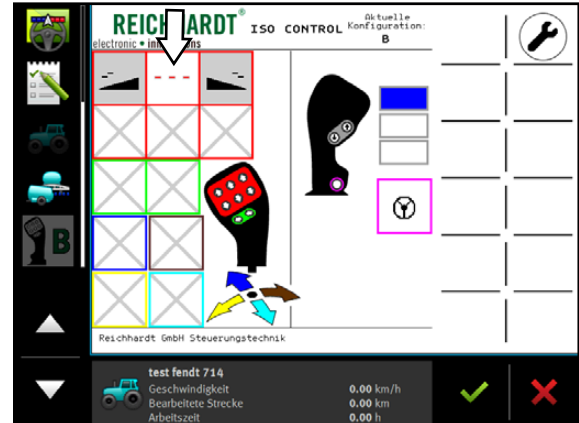 REICHHARDT®
electronic • innovations
ISO CONTROL
Aktuelle
Konfiguration:
B
---
B
Reichhardt GmbH Steuerungstechnik
test fendt 714
Geschwindigkeit 0.00 km/h
Bearbeitete Strecke 0.00 km
Arbeitszeit 0.00 h